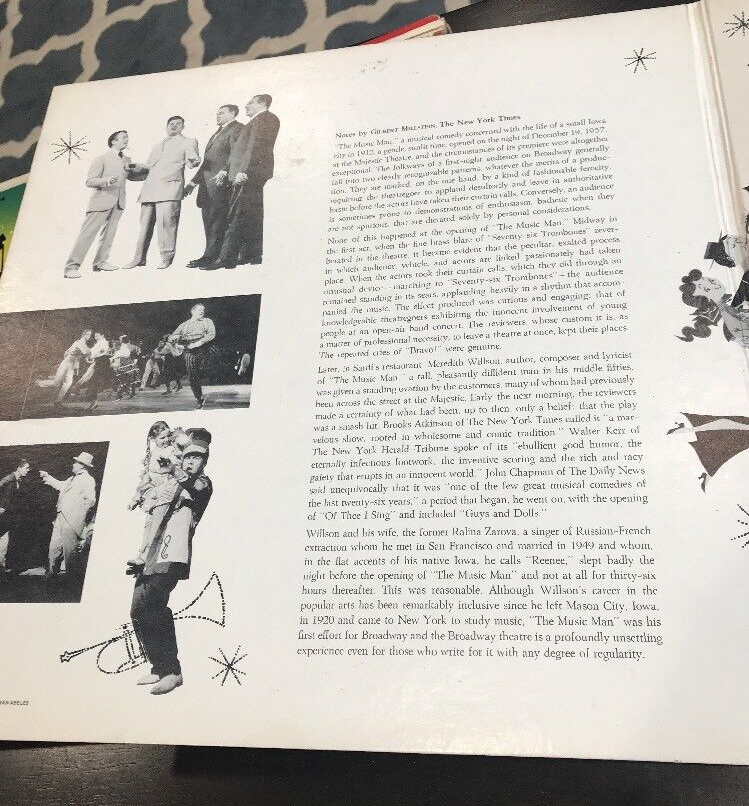 Notes by GILBERT MILLSTEIN, The New York Times
"The Music Man," a musical comedy concerned with the life of a small Iowa
city in 1912, a gentle, sunlit time, opened on the night of December 19, 1957,
at the Majestic Theatre, and the circumstances of its premiere were altogether
exceptional. The folkways of a first-night audience on Broadway generally
fall into two clearly recognizable patterns, whatever the merits of a produc-
tion. They are marked, on the one hand, by a kind of fashionable ferocity,
requiring the theatregoer to applaud desultorily and leave in authoritative
haste before the actors have taken their curtain calls. Conversely, an audience
is sometimes prone to demonstrations of enthusiasm, bathetic when they
are not spurious, that are dictated solely by personal considerations.
None of this happened at the opening of "The Music Man." Midway in
the first act, when the fine brass blare of "Seventy-six Trombones" rever-
berated in the theatre, it became evident that the peculiar, exalted process
in which audience, vehicle, and actors are linked passionately had taken
place. When the actors took their curtain calls, which they did through an
unusual device—marching to "Seventy-six Trombones"—the audience
remained standing in its seats, applauding heavily in a rhythm that accom-
panied the music. The effect produced was curious and engaging: that of
knowledgeable theatregoers exhibiting the innocent involvement of young
people at an open-air band concert. The reviewers, whose custom it is, as
a matter of professional necessity, to leave a theatre at once, kept their places.
The repeated cries of "Bravo!" were genuine.
Later, in Sardi's restaurant, Meredith Willson, author, composer and lyricist
of "The Music Man," a tall, pleasantly diffident man in his middle fifties,
was given a standing ovation by the customers, many of whom had previously
been across the street at the Majestic. Early the next morning, the reviewers
made a certainty of what had been, up to then, only a belief: that the play
was a smash hit. Brooks Atkinson of The New York Times called it "a mar-
velous show, rooted in wholesome and comic tradition." Walter Kerr of
The New York Herald Tribune spoke of its "ebullient good humor, the
eternally infectious footwork, the inventive scoring and the rich and racy
gaiety that erupts in an innocent world." John Chapman of The Daily News
said unequivocally that it was "one of the few great musical comedies of
the last twenty-six years," a period that began, he went on, with the opening
of "Of Thee I Sing" and included "Guys and Dolls."
Willson and his wife, the former Ralina Zarova, a singer of Russian-French
extraction whom he met in San Francisco and married in 1949 and whom,
in the flat accents of his native Iowa, he calls "Reenee," slept badly the
night before the opening of "The Music Man" and not at all for thirty-six
hours thereafter. This was reasonable. Although Willson's career in the
popular arts has been remarkably inclusive since he left Mason City, Iowa,
in 1920 and came to New York to study music, "The Music Man" was his
first effort for Broadway and the Broadway theatre is a profoundly unsettling
experience even for those who write for it with any degree of regularity.
ABELES